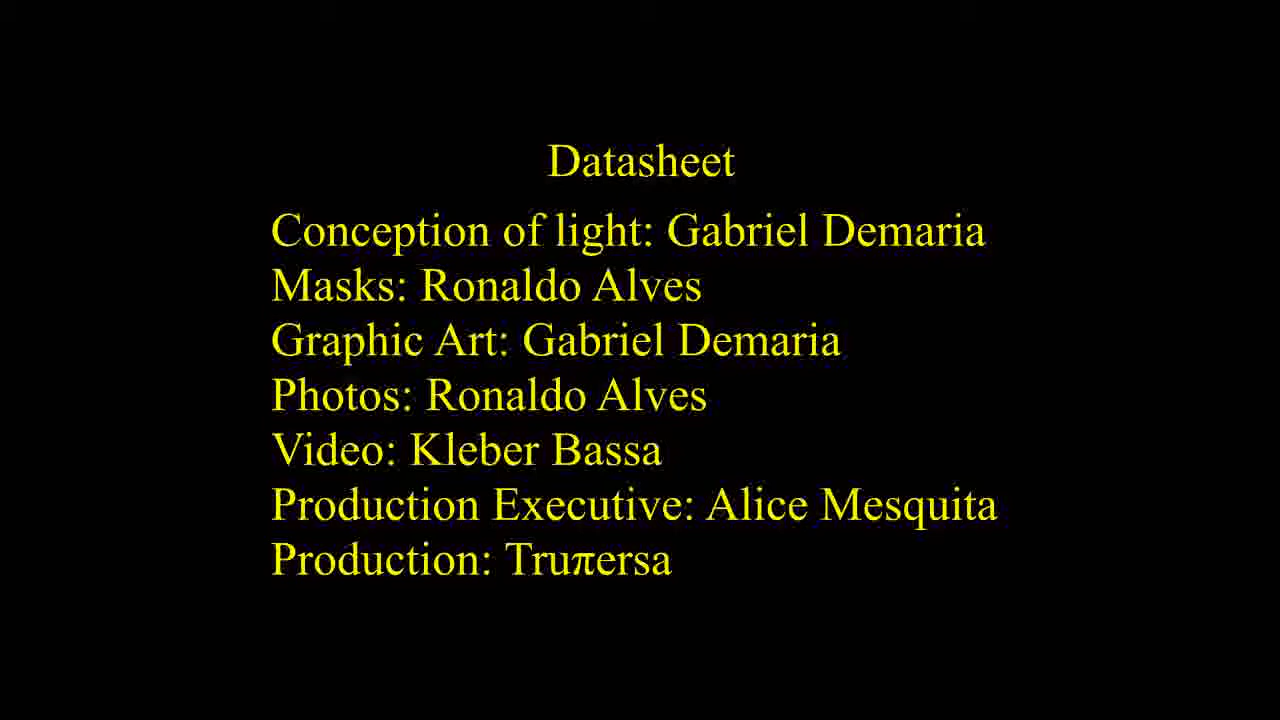 Datasheet
Conception of light: Gabriel Demaria
Masks: Ronaldo Alves
Graphic Art: Gabriel Demaria
Photos: Ronaldo Alves
Video: Kleber Bassa
Production Executive: Alice Mesquita
Production: Truπersa